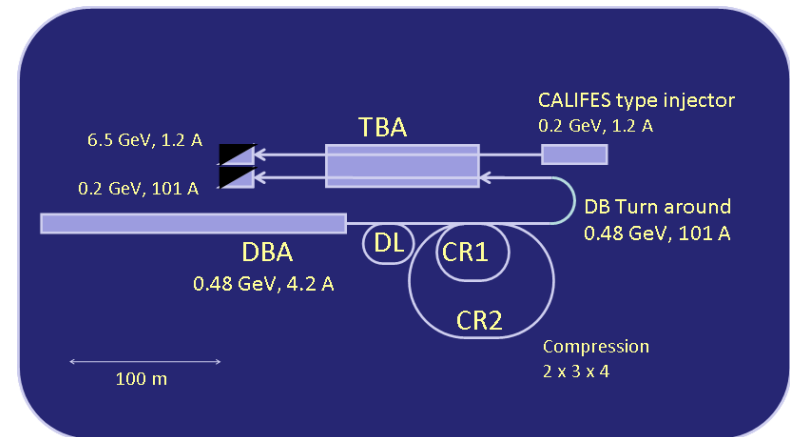 CALIFES type injector
0.2 GeV, 1.2 A
TBA
6.5 GeV, 1.2 A
0.2 GeV, 101 A
DB Turn around
0.48 GeV, 101 A
DBA
0.48 GeV, 4.2 A
DL
CR1
CR2
Compression
2 x 3 x 4
100 m